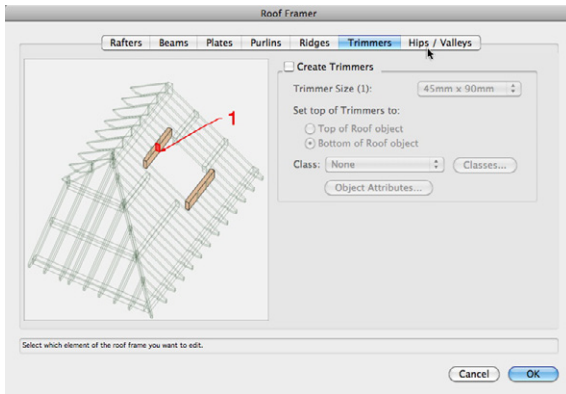 Roof Framer
Rafters Beams Plates Purlins Ridges Trimmers Hips / Valleys
1
Create Trimmers
Trimmer Size (1): 45mm x 90mm
Set top of Trimmers to:
Top of Roof object
Bottom of Roof object
Class: None Classes...
Object Attributes...
Select which element of the roof frame you want to edit.
Cancel OK